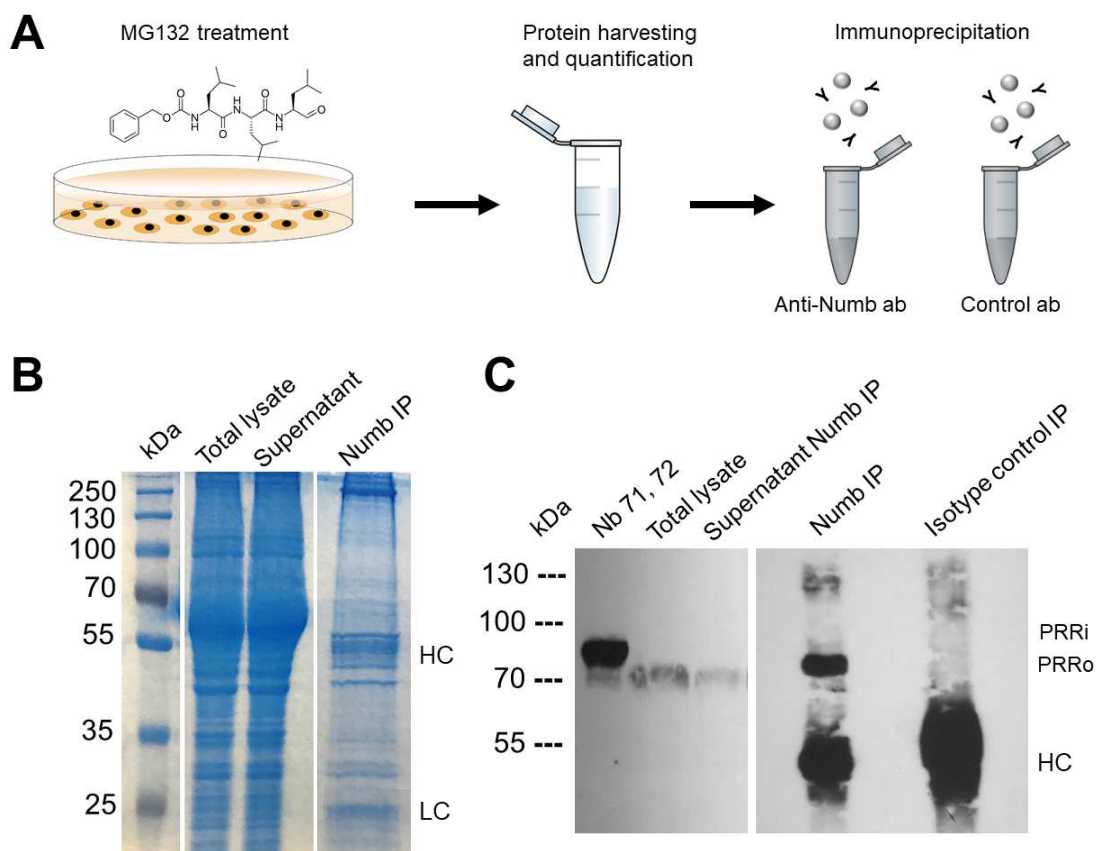 A
MG132 treatment
Protein harvesting
and quantification
Immunoprecipitation
O
N
H
O
H
N
O
N
H
O
O
Anti-Numb ab
Control ab
B
kDa
Total lysate
Supernatant
Numb IP
250
130
100
70
55
35
25
HC
LC
C
kDa
Nb 71, 72
Total lysate
Supernatant Numb IP
Numb IP
Isotype control IP
130 ---
100 ---
70 ---
55 ---
PRRi
PRRo
HC